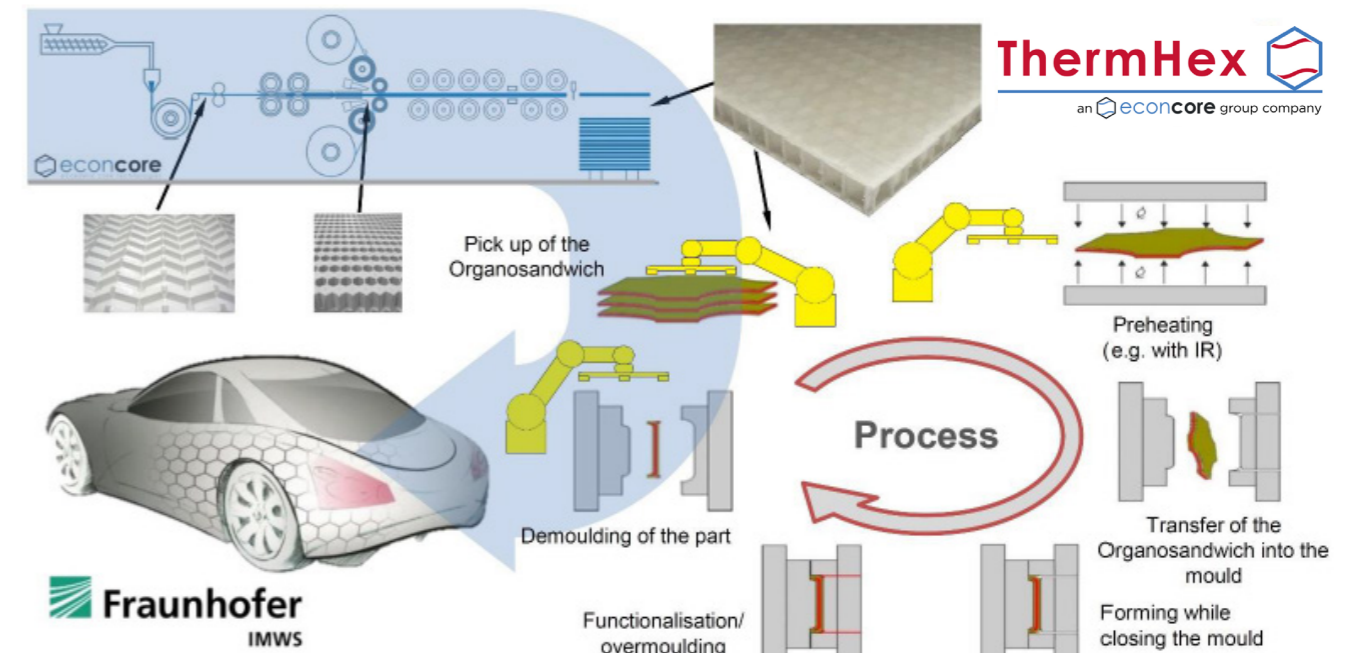 ThermHex
an econcore group company
econcore
Pick up of the
Organosandwich
Q
Q
Preheating
(e.g. with IR)
Process
Transfer of the
Organosandwich into the
mould
Demoulding of the part
Forming while
closing the mould
Functionalisation/
overmoulding
Fraunhofer
IMWS